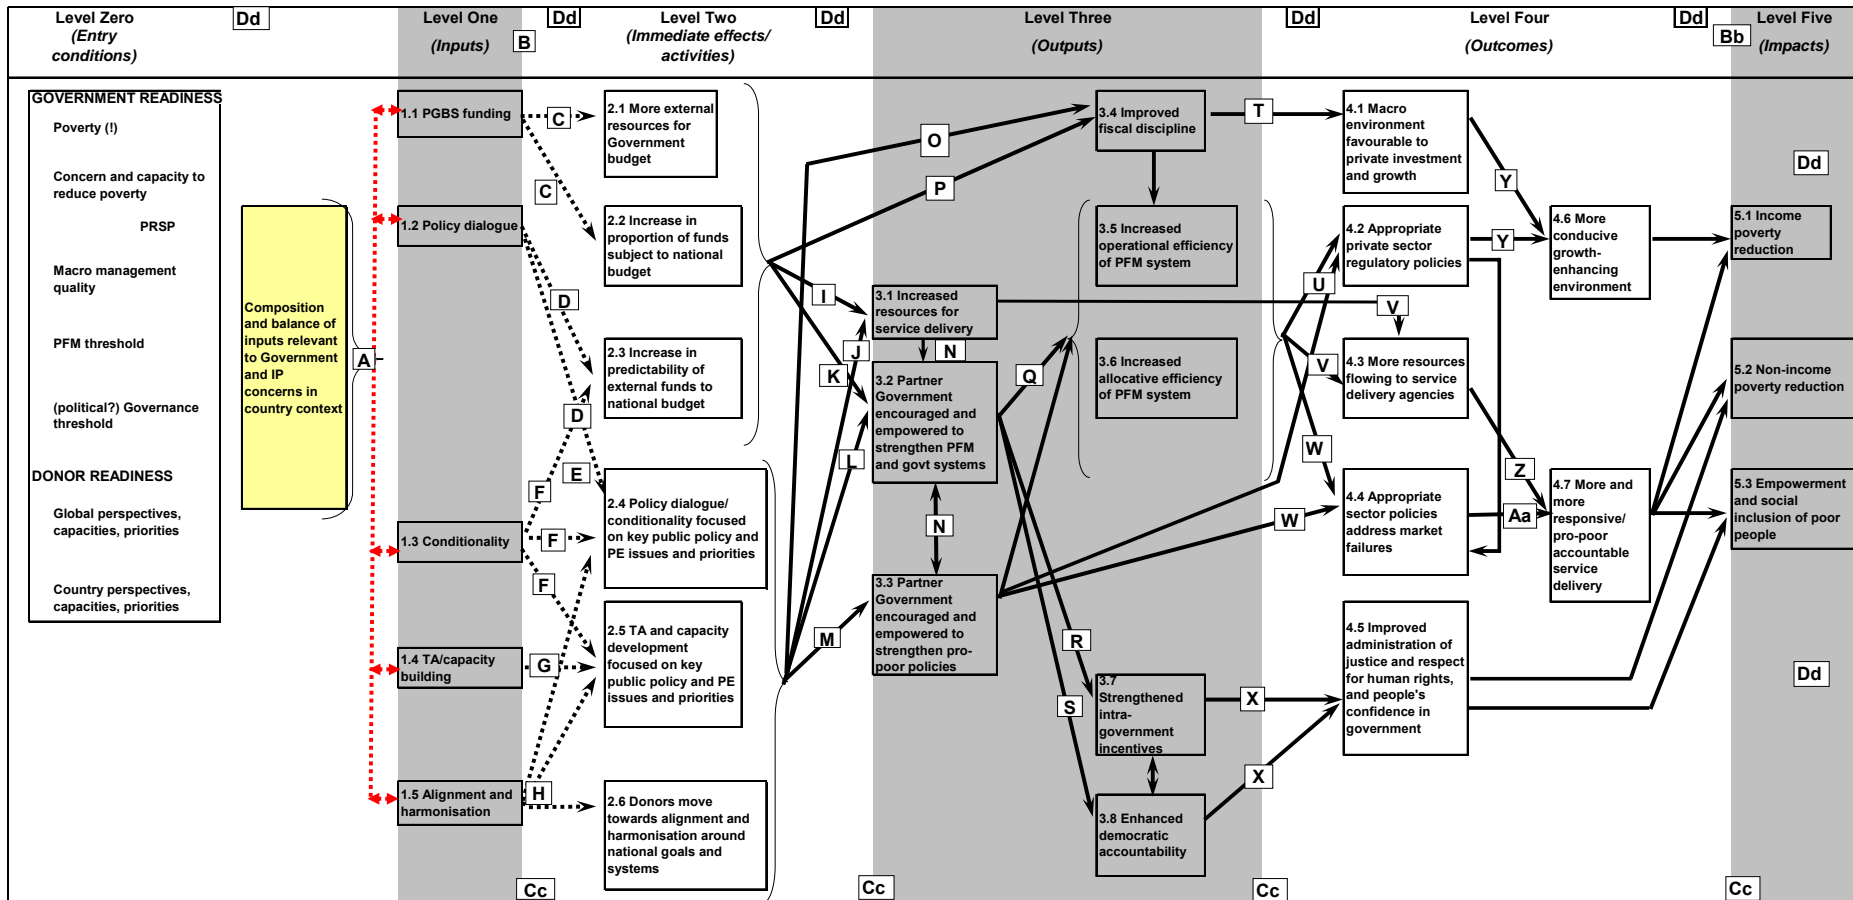 Level Zero
(Entry
conditions)
Dd
Level One
(Inputs)
B
Dd
Level Two
(Immediate effects/
activities)
Dd
Level Three
(Outputs)
Dd
Level Four
(Outcomes)
Dd
Bb
Level Five
(Impacts)
GOVERNMENT READINESS
Poverty (!)
Concern and capacity to
reduce poverty
PRSP
Macro management
quality
PFM threshold
(political?) Governance
threshold
DONOR READINESS
Global perspectives,
capacities, priorities
Country perspectives,
capacities, priorities
Composition
and balance of
inputs relevant
to Government
and IP
concerns in
country context
A
1.1 PGBS funding
1.2 Policy dialogue
1.3 Conditionality
1.4 TA/capacity
building
1.5 Alignment and
harmonisation
C
C
D
D
E
F
F
F
G
H
Cc
2.1 More external
resources for
Government
budget
2.2 Increase in
proportion of funds
subject to national
budget
2.3 Increase in
predictability of
external funds to
national budget
2.4 Policy dialogue/
conditionality focused
on key public policy and
PE issues and priorities
2.5 TA and capacity
development
focused on key
public policy and PE
issues and priorities
2.6 Donors move
towards alignment and
harmonisation around
national goals and
systems
O
P
I
J
K
L
M
Cc
3.1 Increased
resources for
service delivery
N
3.2 Partner
Government
encouraged and
empowered to
strengthen PFM
and govt systems
N
3.3 Partner
Government
encouraged and
empowered to
strengthen pro-
poor policies
Q
R
S
3.4 Improved
fiscal discipline
3.5 Increased
operational efficiency
of PFM system
3.6 Increased
allocative efficiency
of PFM system
3.7
Strengthened
intra-
government
incentives
3.8 Enhanced
democratic
accountability
T
U
V
V
W
W
X
X
Cc
4.1 Macro
environment
favourable to
private investment
and growth
4.2 Appropriate
private sector
regulatory policies
4.3 More resources
flowing to service
delivery agencies
4.4 Appropriate
sector policies
address market
failures
4.5 Improved
administration of
justice and respect
for human rights,
and people's
confidence in
government
Y
Y
Z
Aa
4.6 More
conducive
growth-
enhancing
environment
4.7 More and
more
responsive/
pro-poor
accountable
service
delivery
Dd
5.1 Income
poverty
reduction
5.2 Non-income
poverty reduction
5.3 Empowerment
and social
inclusion of poor
people
Dd
Cc